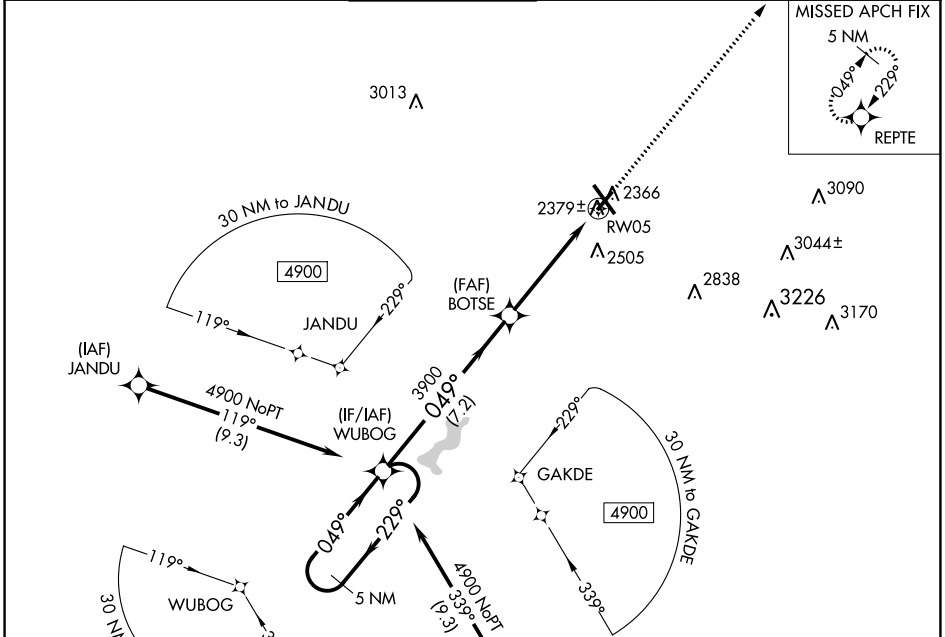 MISSED APCH FIX
5 NM
049°
229°
REPTE
3013
3090
2366
2379±
RW05
3044±
2505
2838
3226
3170
30 NM to JANDU
4900
229°
119°
JANDU
(FAF)
BOTSE
(IAF)
JANDU
4900 NoPT
119°
(9.3)
3900
049°
(7.2)
(IF/IAF)
WUBOG
229°
GAKDE
30 NM to GAKDE
4900
339°
049°
229°
5 NM
4900 NoPT
339°
(9.3)
119°
WUBOG
30 NM